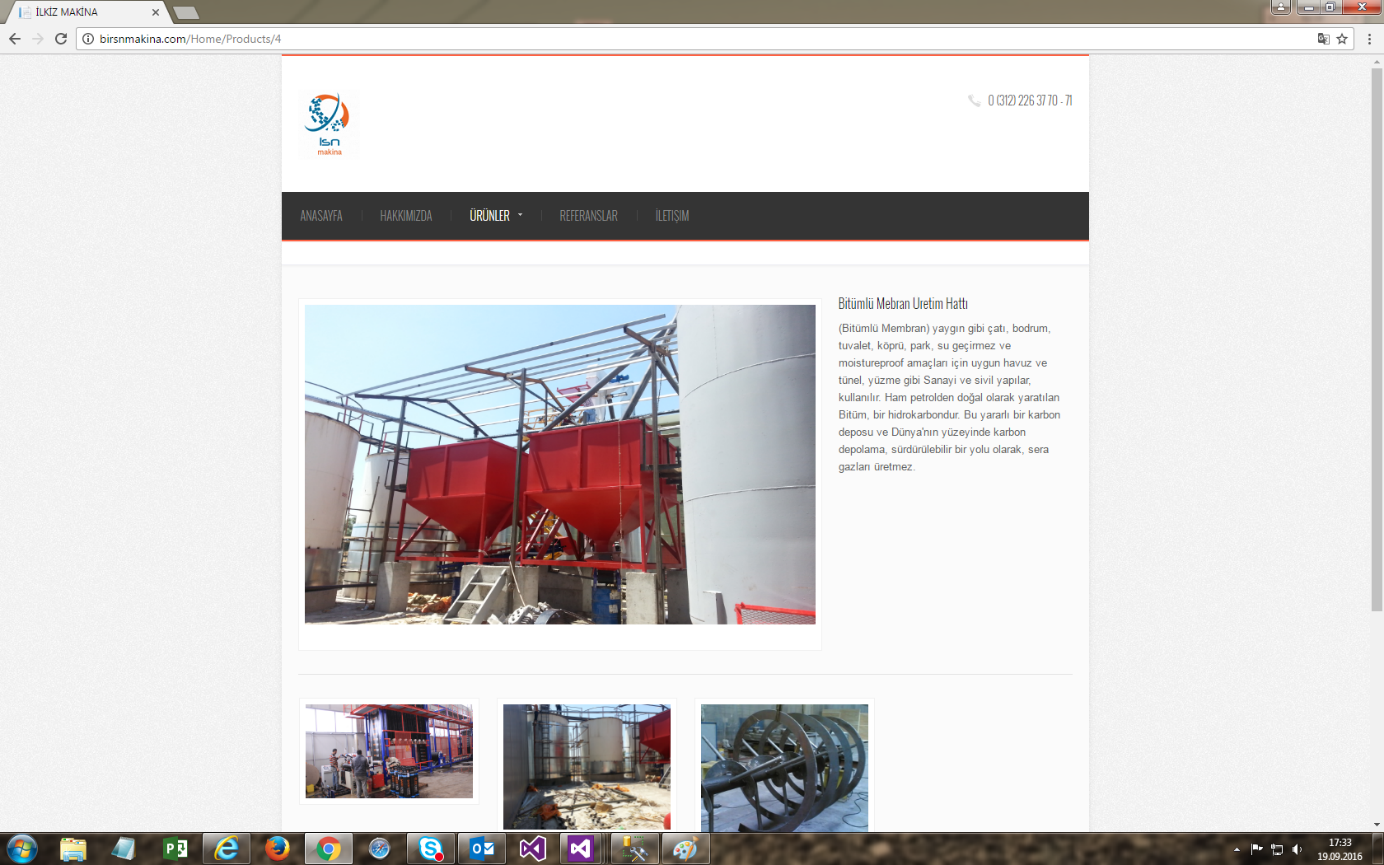 İLKİZ MAKİNA
birsnmakina.com/Home/Products/4
0 (312) 226 37 70 - 71
isn
makina
ANASAYFA HAKKIMIZDA ÜRÜNLER REFERANSLAR İLETİŞİM
Bitümlü Mebran Üretim Hattı
(Bitümlü Membran) yaygın gibi çatı, bodrum,
tuvalet, köprü, park, su geçirmez ve
moistureproof amaçları için uygun havuz ve
tünel, yüzme gibi Sanayi ve sivil yapılar,
kullanılır. Ham petrolden doğal olarak yaratılan
Bitüm, bir hidrokarbondur. Bu yararlı bir karbon
deposu ve Dünya'nın yüzeyinde karbon
depolama, sürdürülebilir bir yolu olarak, sera
gazları üretmez.
17:33
19.09.2016